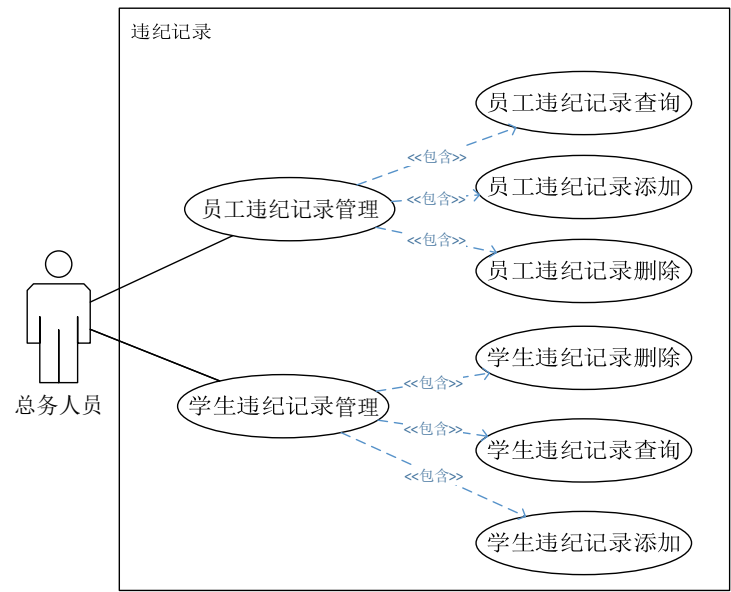 违纪记录
员工违纪记录查询
<<包含>>
员工违纪记录添加
<<包含>>
员工违纪记录管理
<<包含>>
员工违纪记录删除
学生违纪记录删除
<<包含>>
总务人员
学生违纪记录管理
<<包含>>
学生违纪记录查询
<<包含>>
学生违纪记录添加